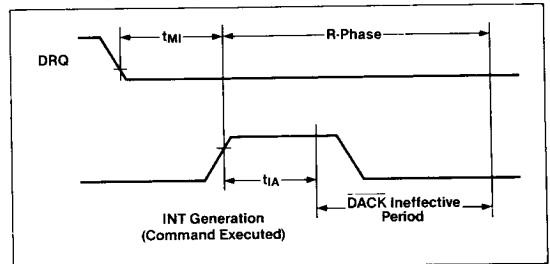 tMI
R-Phase
DRQ
tIA
DACK Ineffective
Period
INT Generation
(Command Executed)